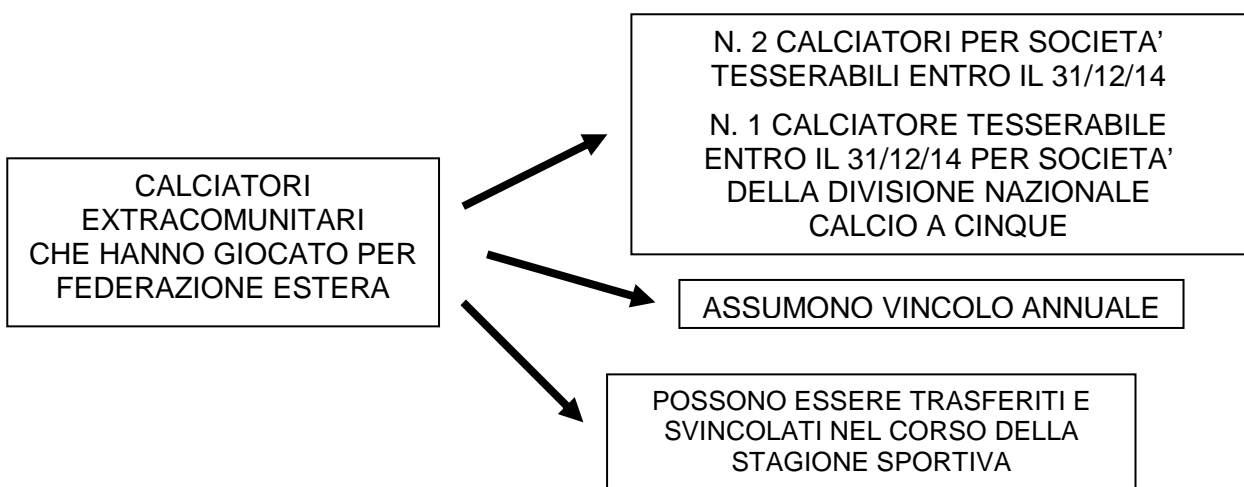 CALCIATORI
EXTRACOMUNITARI
CHE HANNO GIOCATO PER
FEDERAZIONE ESTERA
N. 2 CALCIATORI PER SOCIETA’
TESSERABILI ENTRO IL 31/12/14
N. 1 CALCIATORE TESSERABILE
ENTRO IL 31/12/14 PER SOCIETA’
DELLA DIVISIONE NAZIONALE
CALCIO A CINQUE
ASSUMONO VINCOLO ANNUALE
POSSONO ESSERE TRASFERITI E
SVINCOLATI NEL CORSO DELLA
STAGIONE SPORTIVA